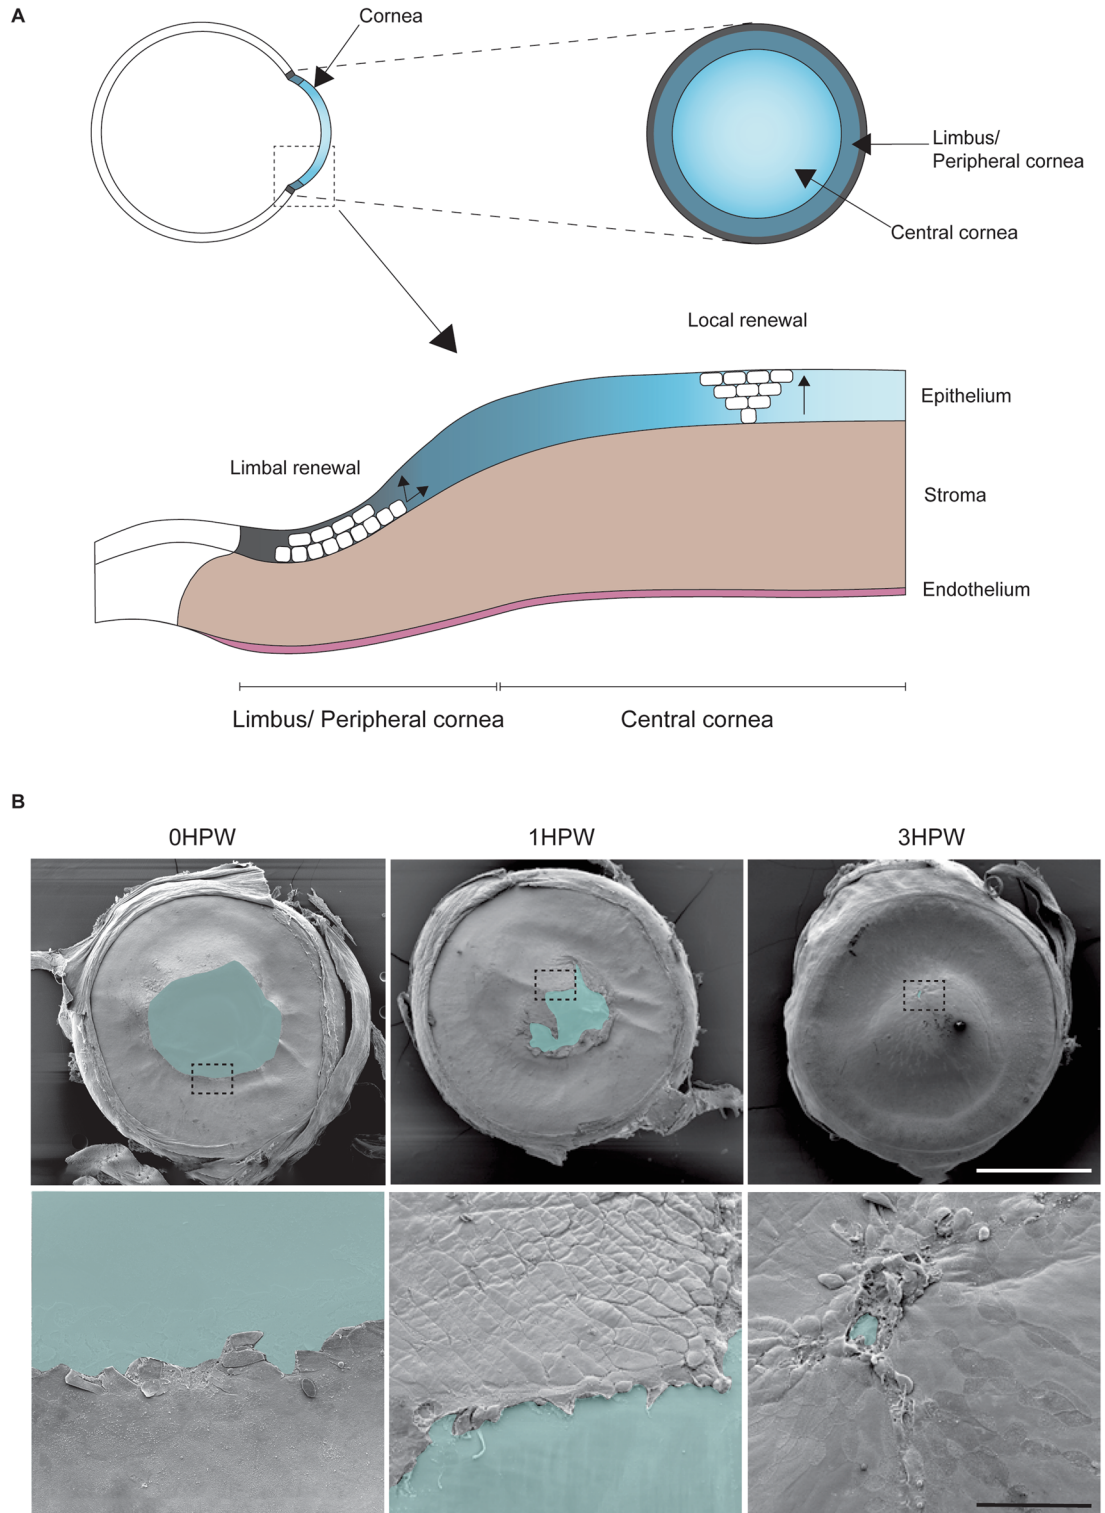 A
Cornea
Limbus/
Peripheral cornea
Central cornea
Local renewal
Epithelium
Limbal renewal
Stroma
Endothelium
Limbus/ Peripheral cornea
Central cornea
B
0HPW
1HPW
3HPW